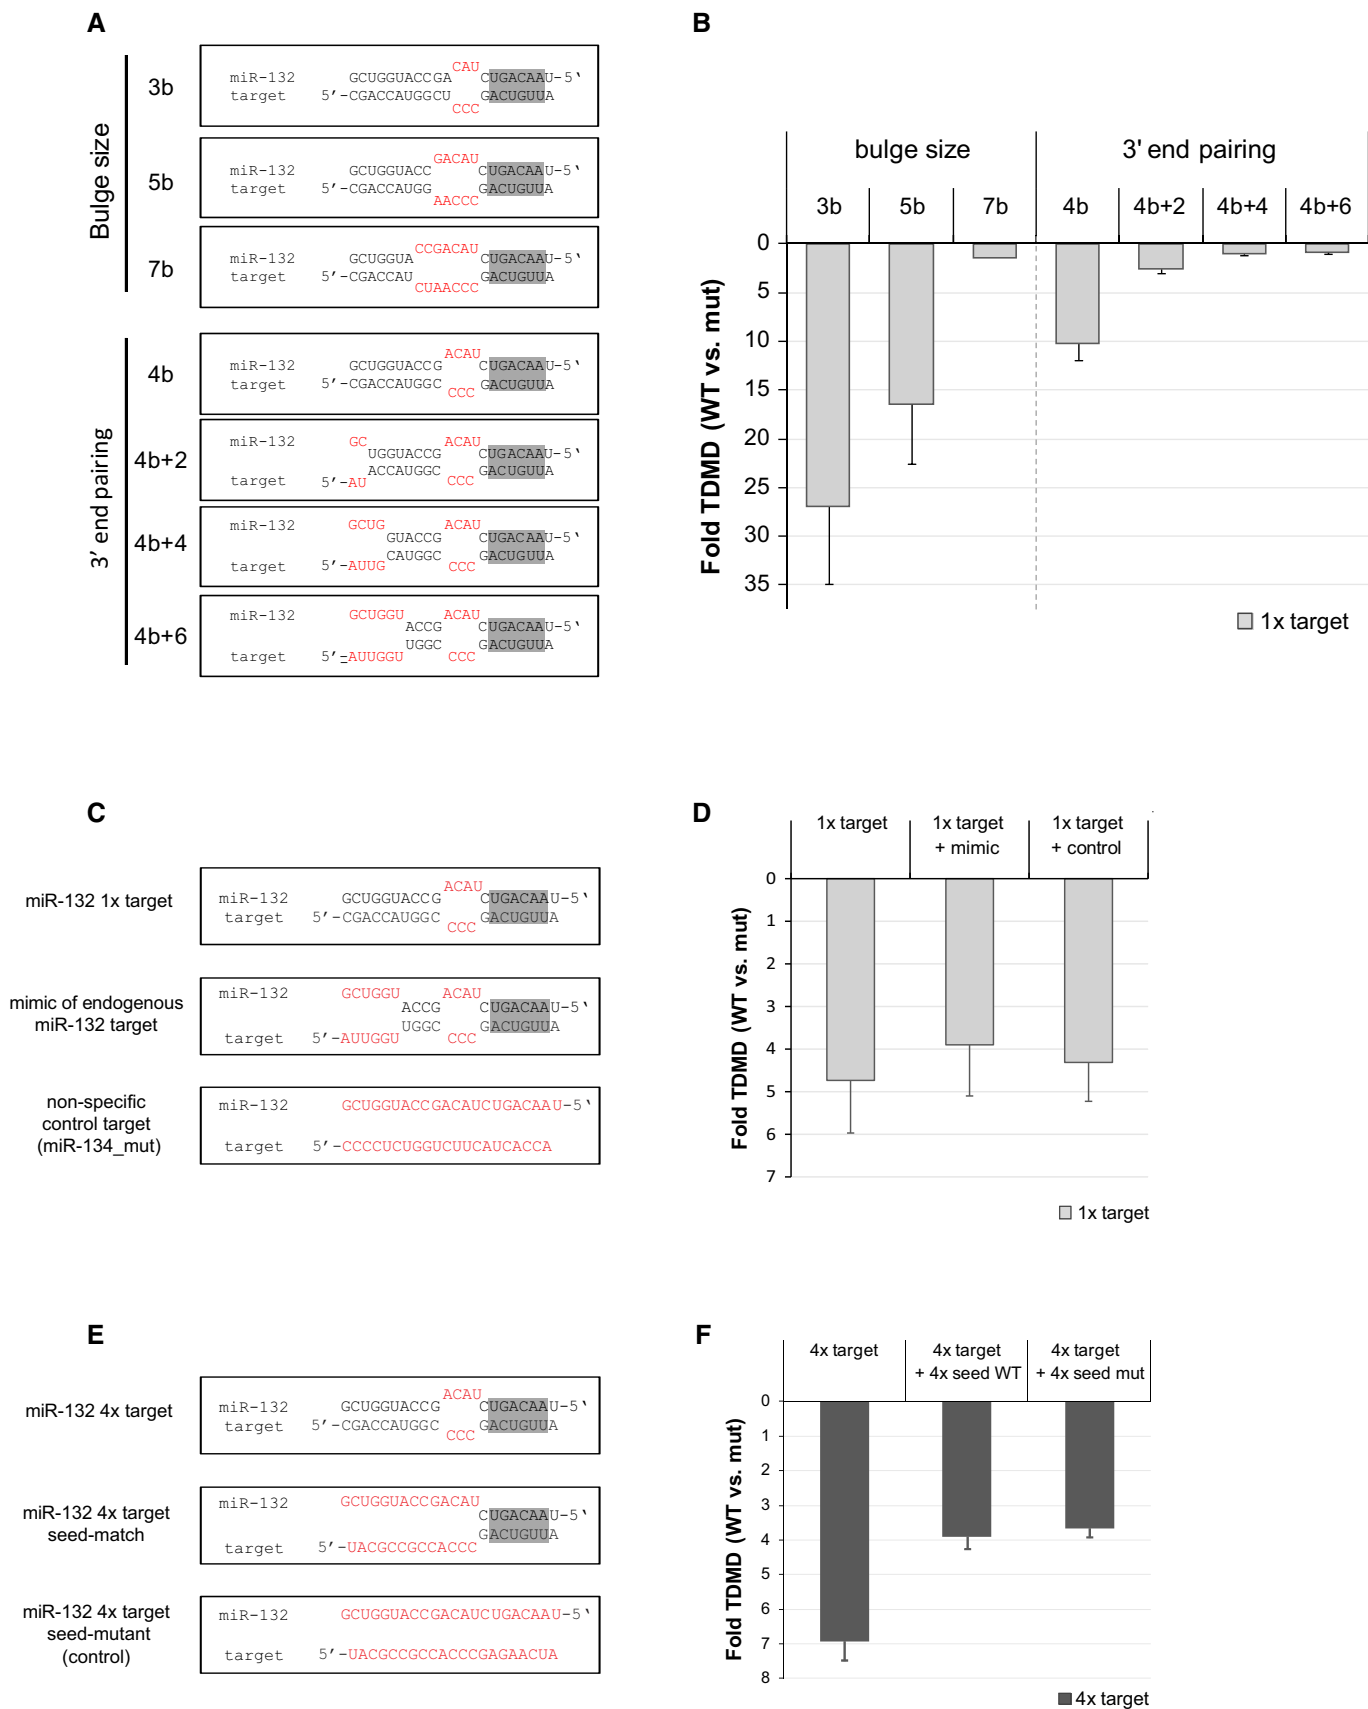 A
Bulge size
3b
miR-132 GCUGGUACCGA CAU CUGACAAU-5‘
target 5’-CGACCAUGGCU CCC GACUGUUA
5b
miR-132 GCUGGUACC GACAU CUGACAAU-5‘
target 5’-CGACCAUGG AACCC GACUGUUA
7b
miR-132 GCUGGUA CCGACAU CUGACAAU-5‘
target 5’-CGACCAU CUAACCC GACUGUUA
3’ end pairing
4b
miR-132 GCUGGUACCG ACAU CUGACAAU-5‘
target 5’-CGACCAUGGC CCC GACUGUUA
4b+2
miR-132 GC UGGUACCG ACAU CUGACAAU-5‘
target 5’-AU ACCAUGGC CCC GACUGUUA
4b+4
miR-132 GCUG GUACCG ACAU CUGACAAU-5‘
target 5’-AUUG CAUGGC CCC GACUGUUA
4b+6
miR-132 GCUGGU ACCG ACAU CUGACAAU-5‘
target 5’-AUUGGU UGGC CCC GACUGUUA
B
bulge size 3' end pairing
3b 5b 7b 4b 4b+2 4b+4 4b+6
Fold TDMD (WT vs. mut)
0
5
10
15
20
25
30
35
1x target
C
miR-132 1x target
miR-132 GCUGGUACCG ACAU CUGACAAU-5‘
target 5’-CGACCAUGGC CCC GACUGUUA
mimic of endogenous
miR-132 target
miR-132 GCUGGU ACCG ACAU CUGACAAU-5‘
target 5’-AUUGGU UGGC CCC GACUGUUA
non-specific
control target
(miR-134_mut)
miR-132 GCUGGUACCGACAUCUGACAAU-5‘
target 5’-CCCCUCUGGUCUUCAUCACCA
D
1x target
1x target
+ mimic
1x target
+ control
Fold TDMD (WT vs. mut)
0
1
2
3
4
5
6
7
1x target
E
miR-132 4x target
miR-132 GCUGGUACCG ACAU CUGACAAU-5‘
target 5’-CGACCAUGGC CCC GACUGUUA
miR-132 4x target
seed-match
miR-132 GCUGGUACCGACAU CUGACAAU-5‘
target 5’-UACGCCGCCACCC GACUGUUA
miR-132 4x target
seed-mutant
(control)
miR-132 GCUGGUACCGACAUCUGACAAU-5‘
target 5’-UACGCCGCCACCCGAGAACUA
F
4x target
4x target
+ 4x seed WT
4x target
+ 4x seed mut
Fold TDMD (WT vs. mut)
0
1
2
3
4
5
6
7
8
4x target